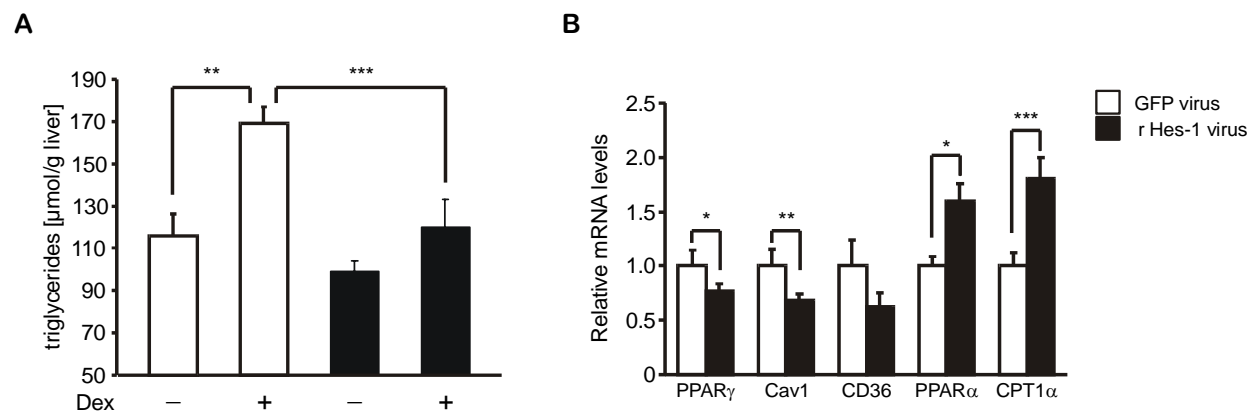 A
triglycerides [µmol/g liver]
190
170
150
130
110
90
70
50
** ***
Dex – + – +
B
Relative mRNA levels
2.5
2.0
1.5
1.0
0.5
0
* ** * ***
PPARγ Cav1 CD36 PPARα CPT1α
GFP virus
r Hes-1 virus